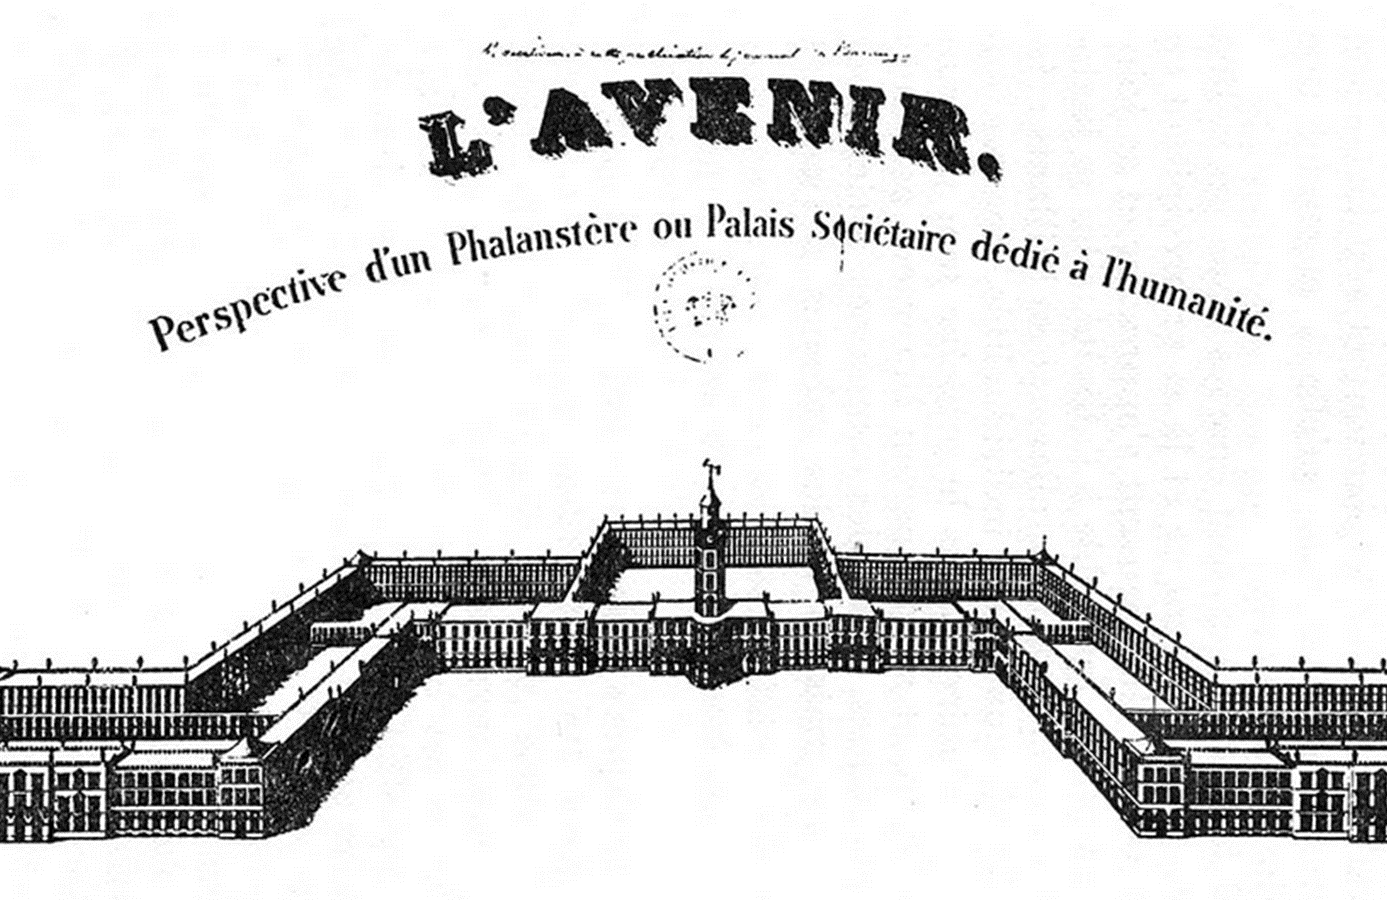 L'AVENIR.
Perspective d'un Phalanstère ou Palais Sociétaire dédié à l'humanité.